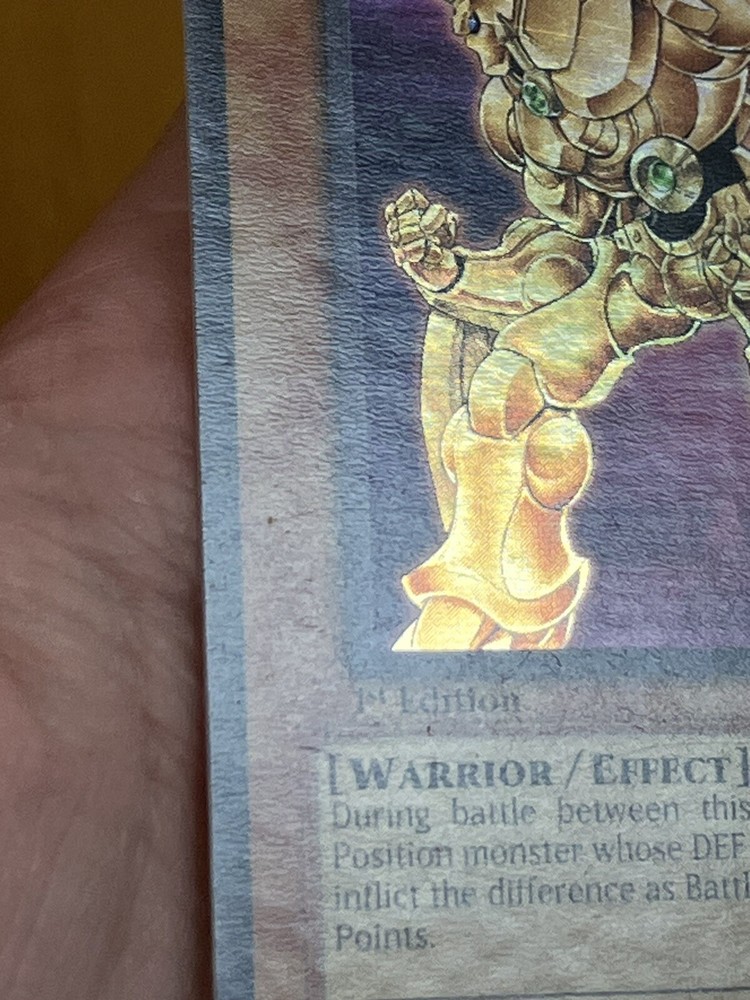 1st Edition
[WARRIOR/EFFECT]
During battle between this
Position monster whose DEF
inflict the difference as Battl
Points.